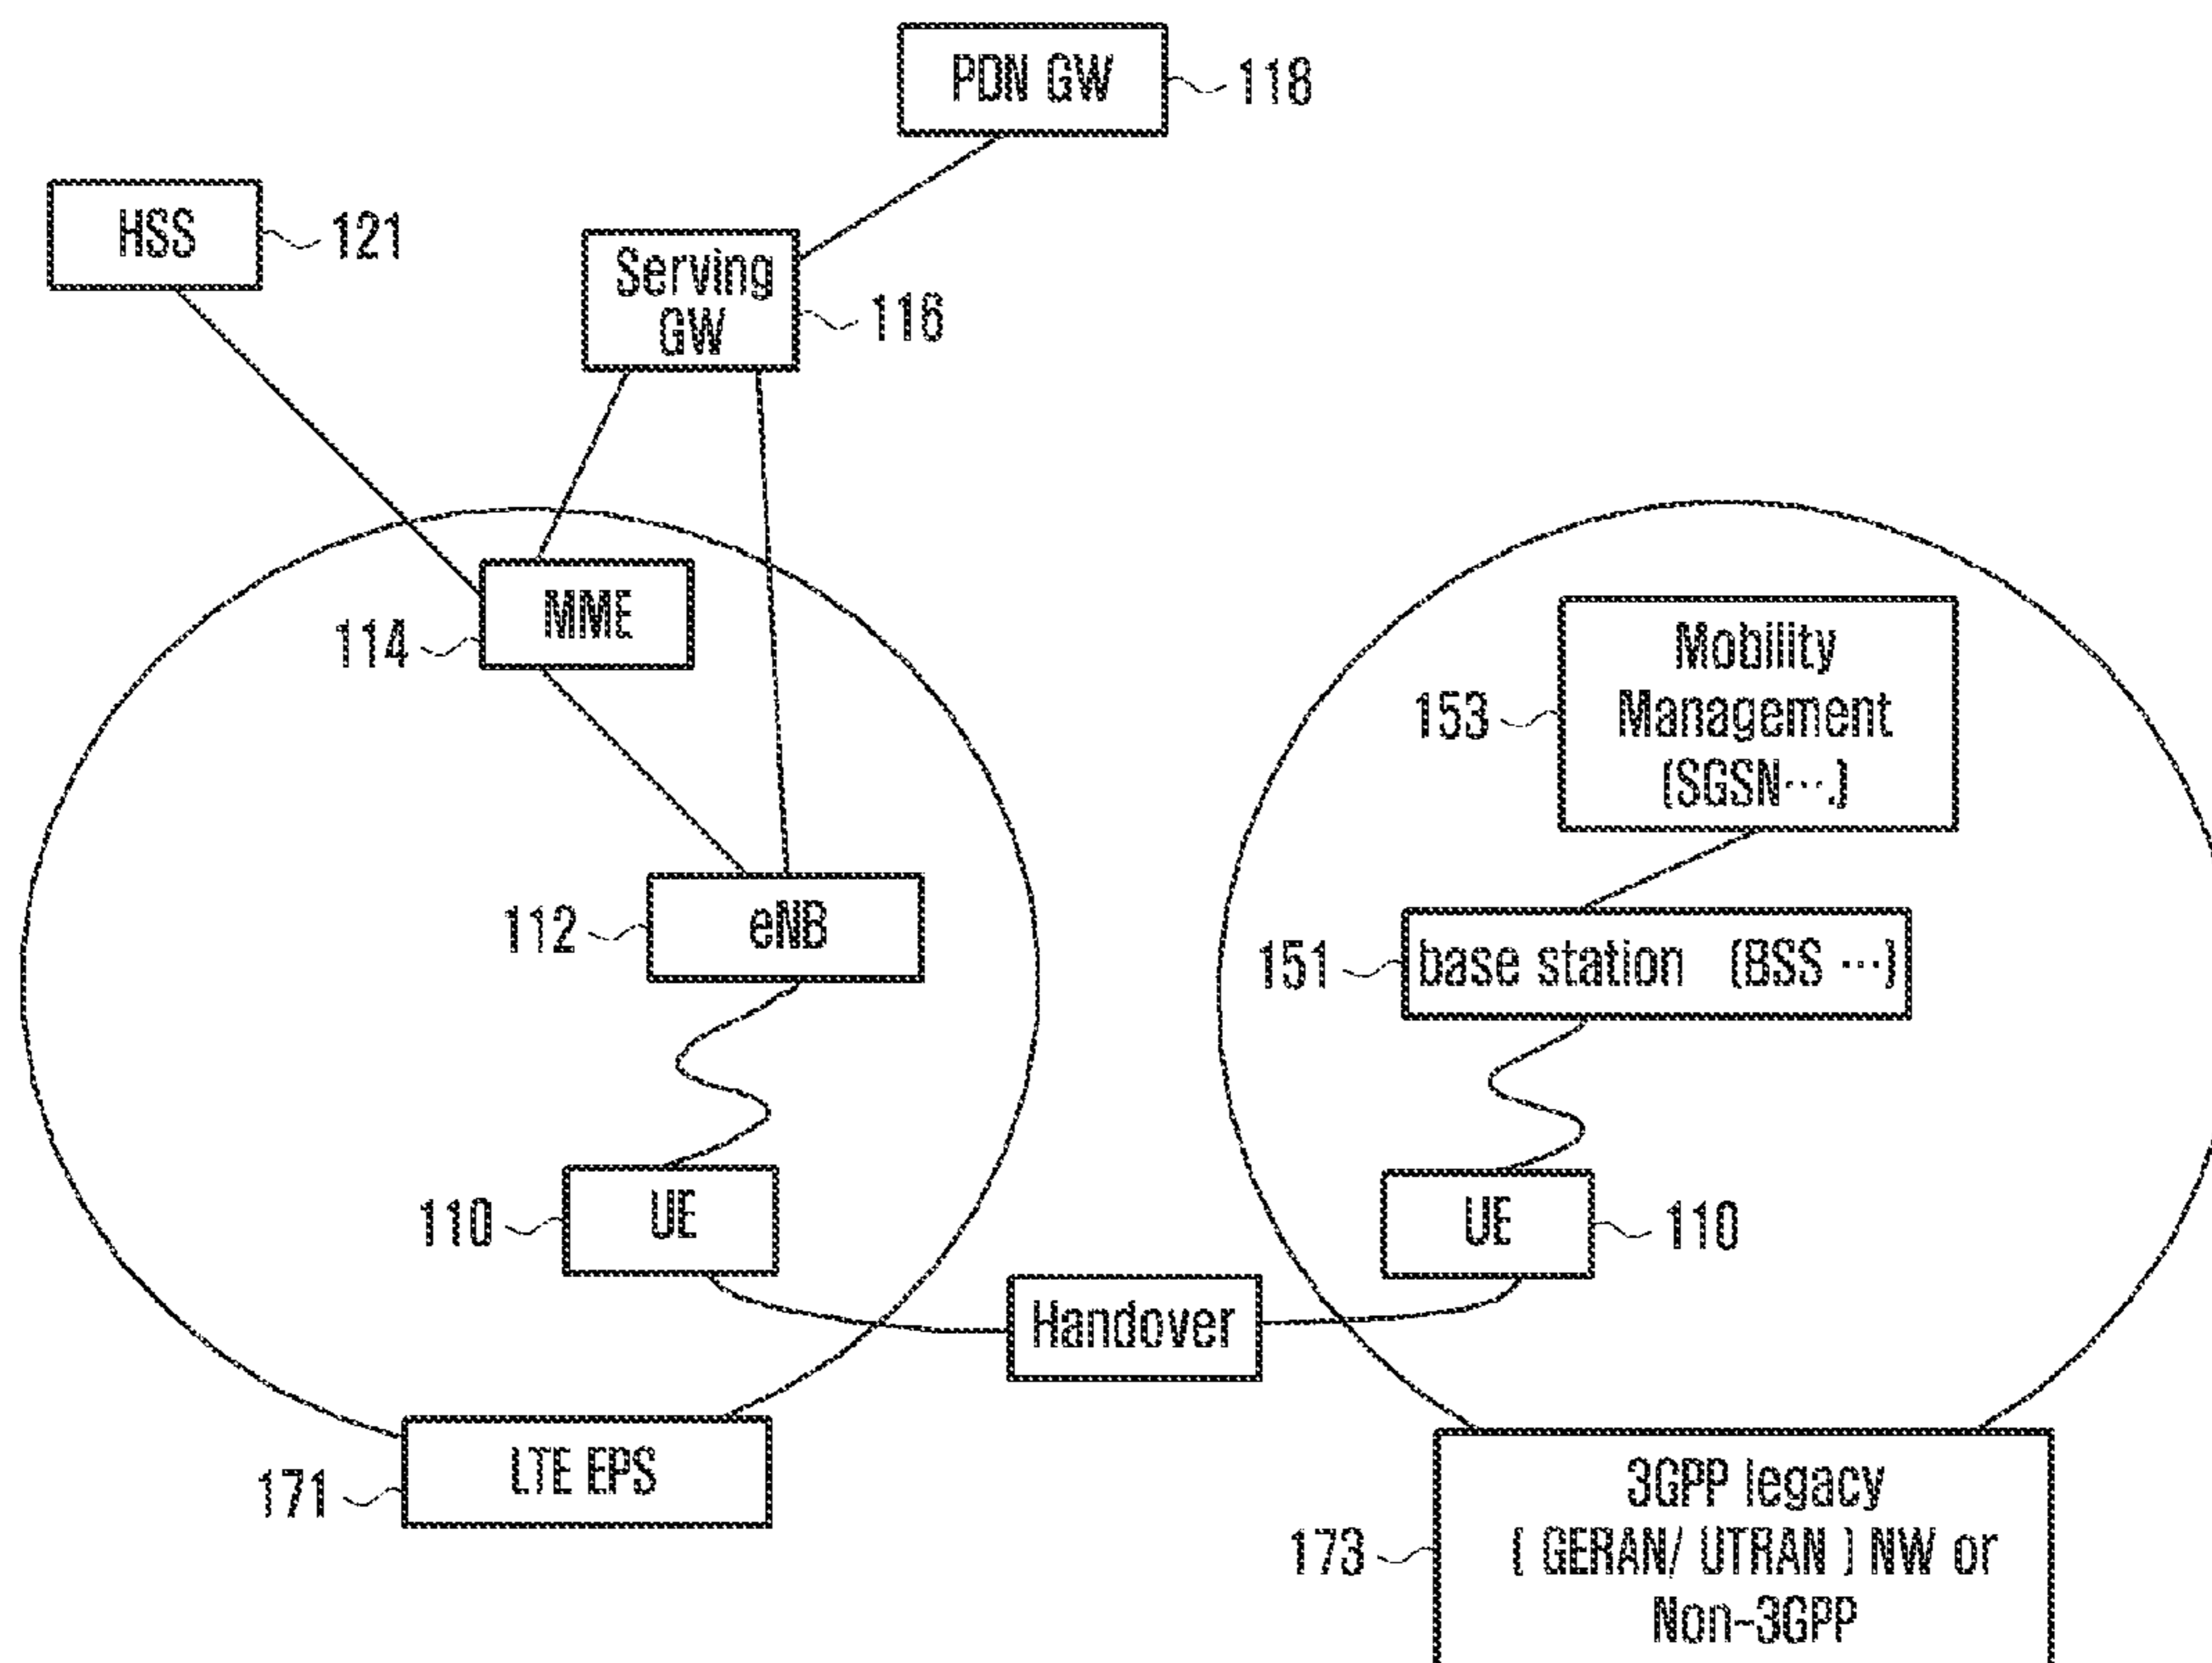 PDN GW
118
HSS
121
Serving
GW
116
MME
114
Mobility
Management
(SGSN···.)
153
eNB
112
base station (BSS ···)
151
UE
110
UE
110
Handover
LTE EPS
171
3GPP legacy
( GERAN/ UTRAN ) NW or
Non-3GPP
173